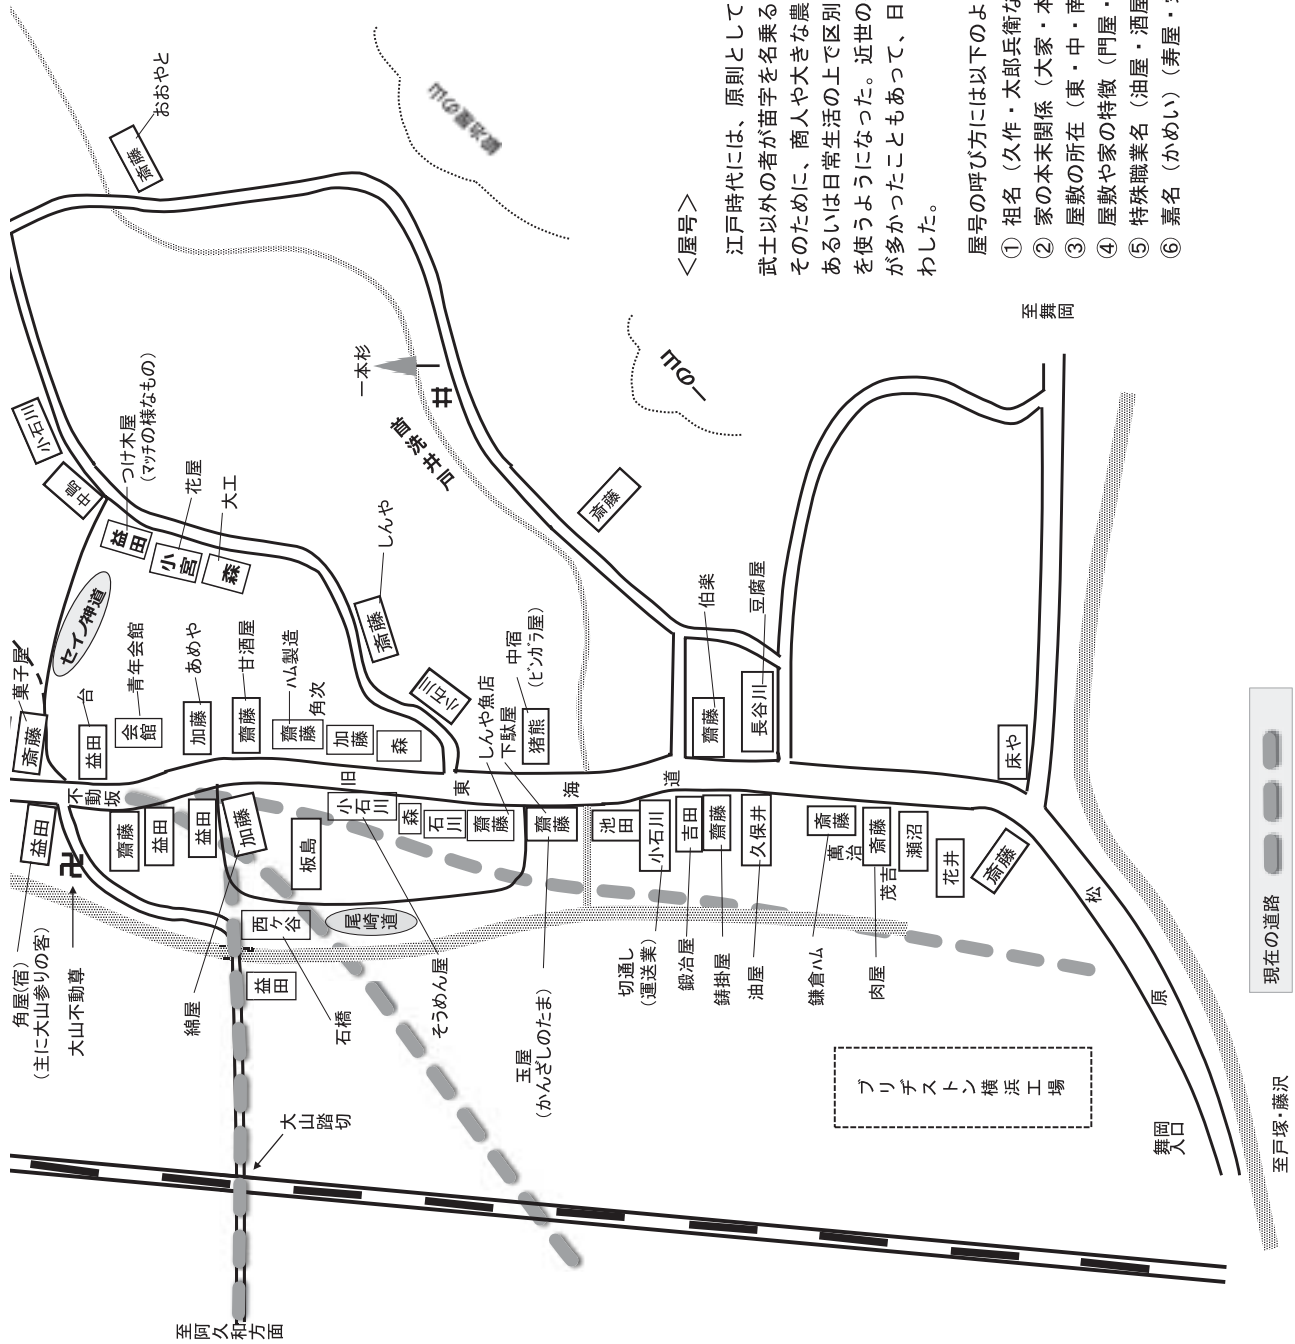 <屋号>
江戸時代には、原則として
武士以外の者が苗字を名乗る
そのために、商人や大きな農
あるいは日常生活の上で区別
を使うようになった。近世の
が多かったこともあって、日
わした。
屋号の呼び方には以下のよ
① 祖名（久作・太郎兵衛な
② 家の本末関係（大家・本
③ 屋敷の所在（東・中・南
④ 屋敷や家の特徴（門屋・
⑤ 特殊職業名（油屋・酒屋
⑥ 嘉名（かめい）（寿屋・
斎藤
おおやと
小石川
中嶋
益田
つけ木屋
（マッチの様なもの）
小宮
花屋
森
大工
一本杉
首洗井戸
斎藤
しんや
小石川
斎藤
至舞岡
セイノ神道
斎藤
菓子屋
益田
台
会館
青年会館
加藤
あめや
齋藤
甘酒屋
齋藤
ハム製造
角次
加藤
森
しんや魚店
下駄屋
猪熊
中宿
（ビンガラ屋）
齋藤
伯楽
長谷川
豆腐屋
床や
不動坂
旧東海道
益田
角屋（宿）
（主に大山参りの客）
大山不動尊
齋藤
益田
益田
加藤
綿屋
板島
小石川
そうめん屋
森
石川
齋藤
齋藤
玉屋
（かんざしのたま）
池田
小石川
切通し
（運送業）
吉田
鍛冶屋
齋藤
鋳掛屋
久保井
油屋
斎藤
萬治
鎌倉ハム
斎藤
茂吉
肉屋
瀬沼
花井
斎藤
西ケ谷
石橋
尾崎道
益田
大山踏切
至阿久和方面
ブリヂストン
横浜工場
松原
舞岡入口
至戸塚・藤沢
現在の道路